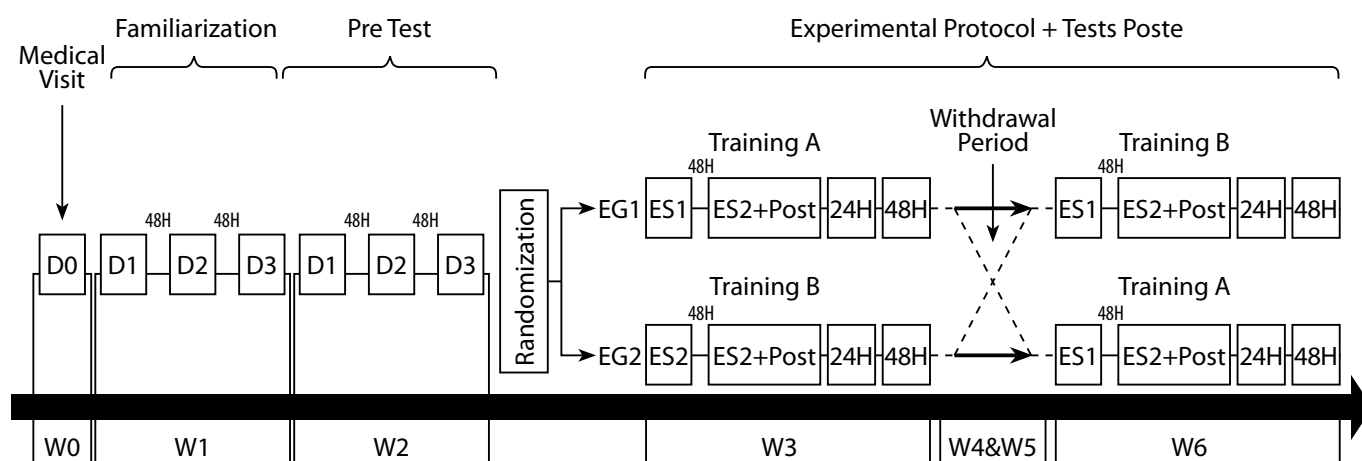 Familiarization
Pre Test
Experimental Protocol + Tests Poste
Medical
Visit
Withdrawal
Period
Training A
Training B
48H
48H
EG1
ES1
ES2+Post
24H
48H
ES1
ES2+Post
24H
48H
48H
48H
48H
48H
D0
D1
D2
D3
D1
D2
D3
Randomization
Training B
Training A
48H
48H
EG2
ES2
ES2+Post
24H
48H
ES1
ES2+Post
24H
48H
W0
W1
W2
W3
W4&W5
W6